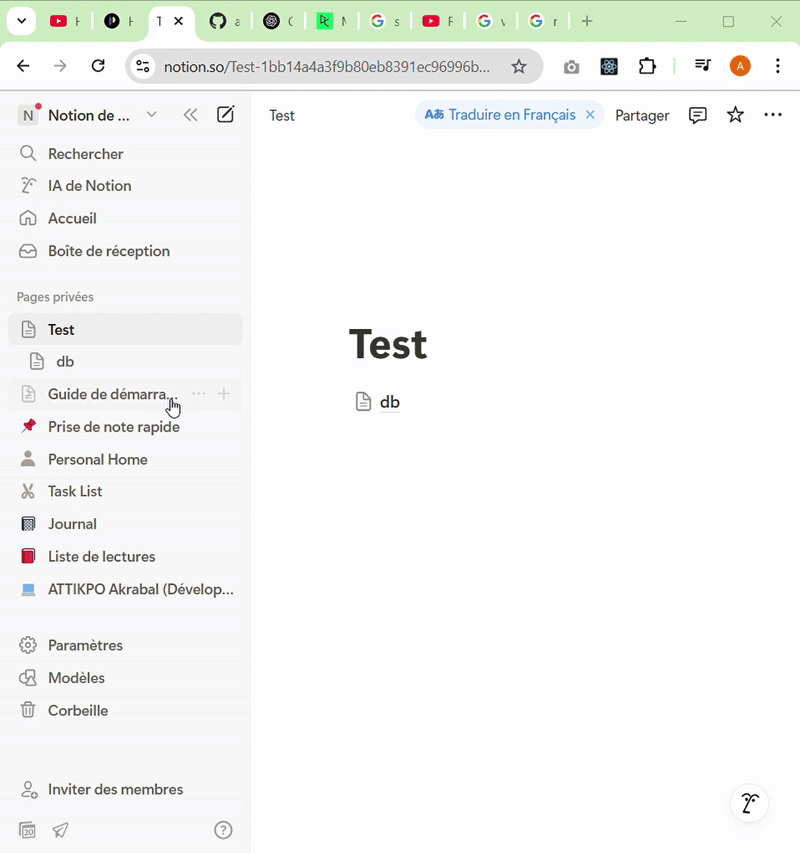 notion.so/Test-1bb14a4a3f9b80eb8391ec96996b...
A
N Notion de ...
Test
Aあ Traduire en Français
Partager
Rechercher
IA de Notion
Accueil
Boîte de réception
Pages privées
Test
db
Guide de démarra...
Prise de note rapide
Personal Home
Task List
Journal
Liste de lectures
ATTIKPO Akrabal (Dévelop...
Paramètres
Modèles
Corbeille
Inviter des membres
20
?
Test
db